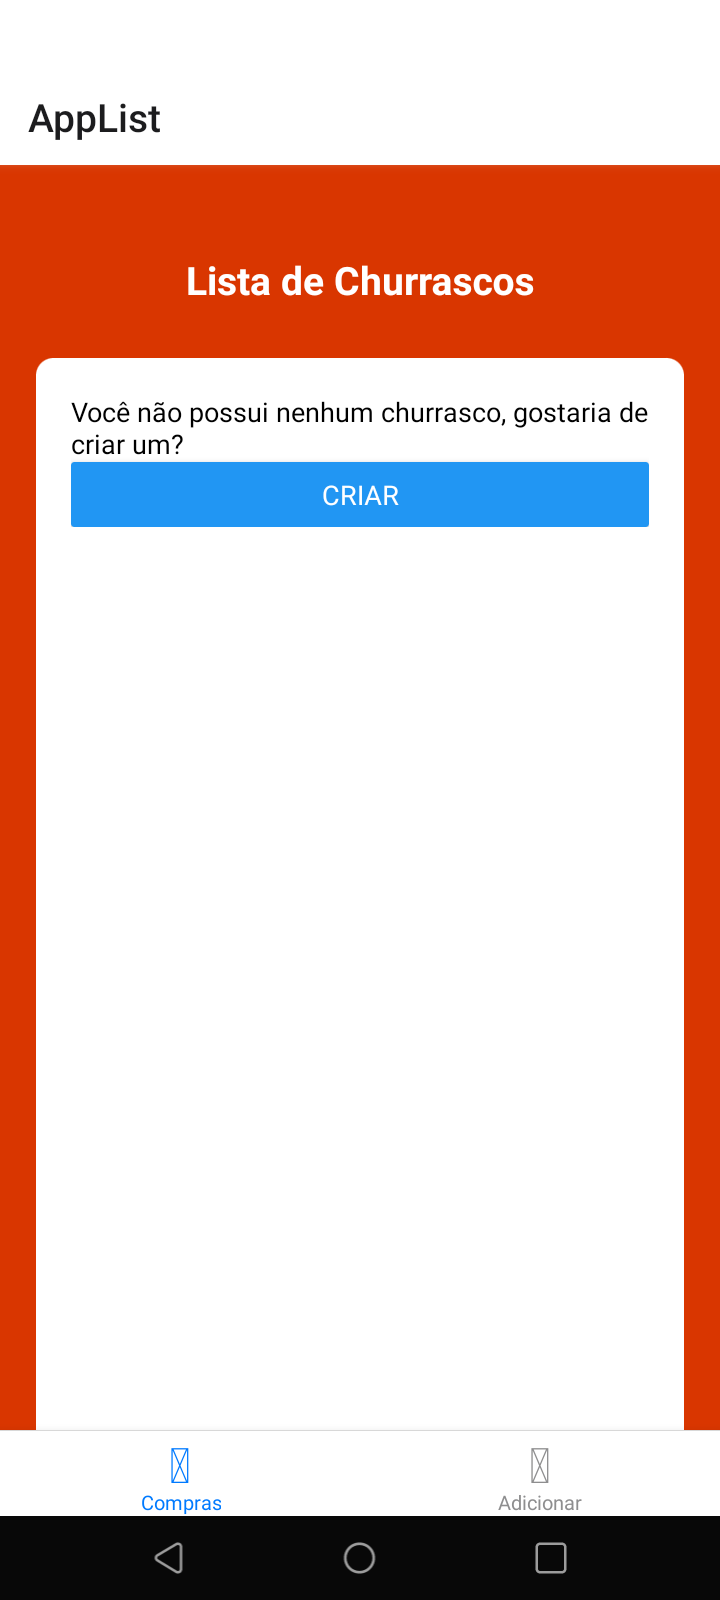 AppList
Lista de Churrascos
Você não possui nenhum churrasco, gostaria de
criar um?
CRIAR
Compras
Adicionar